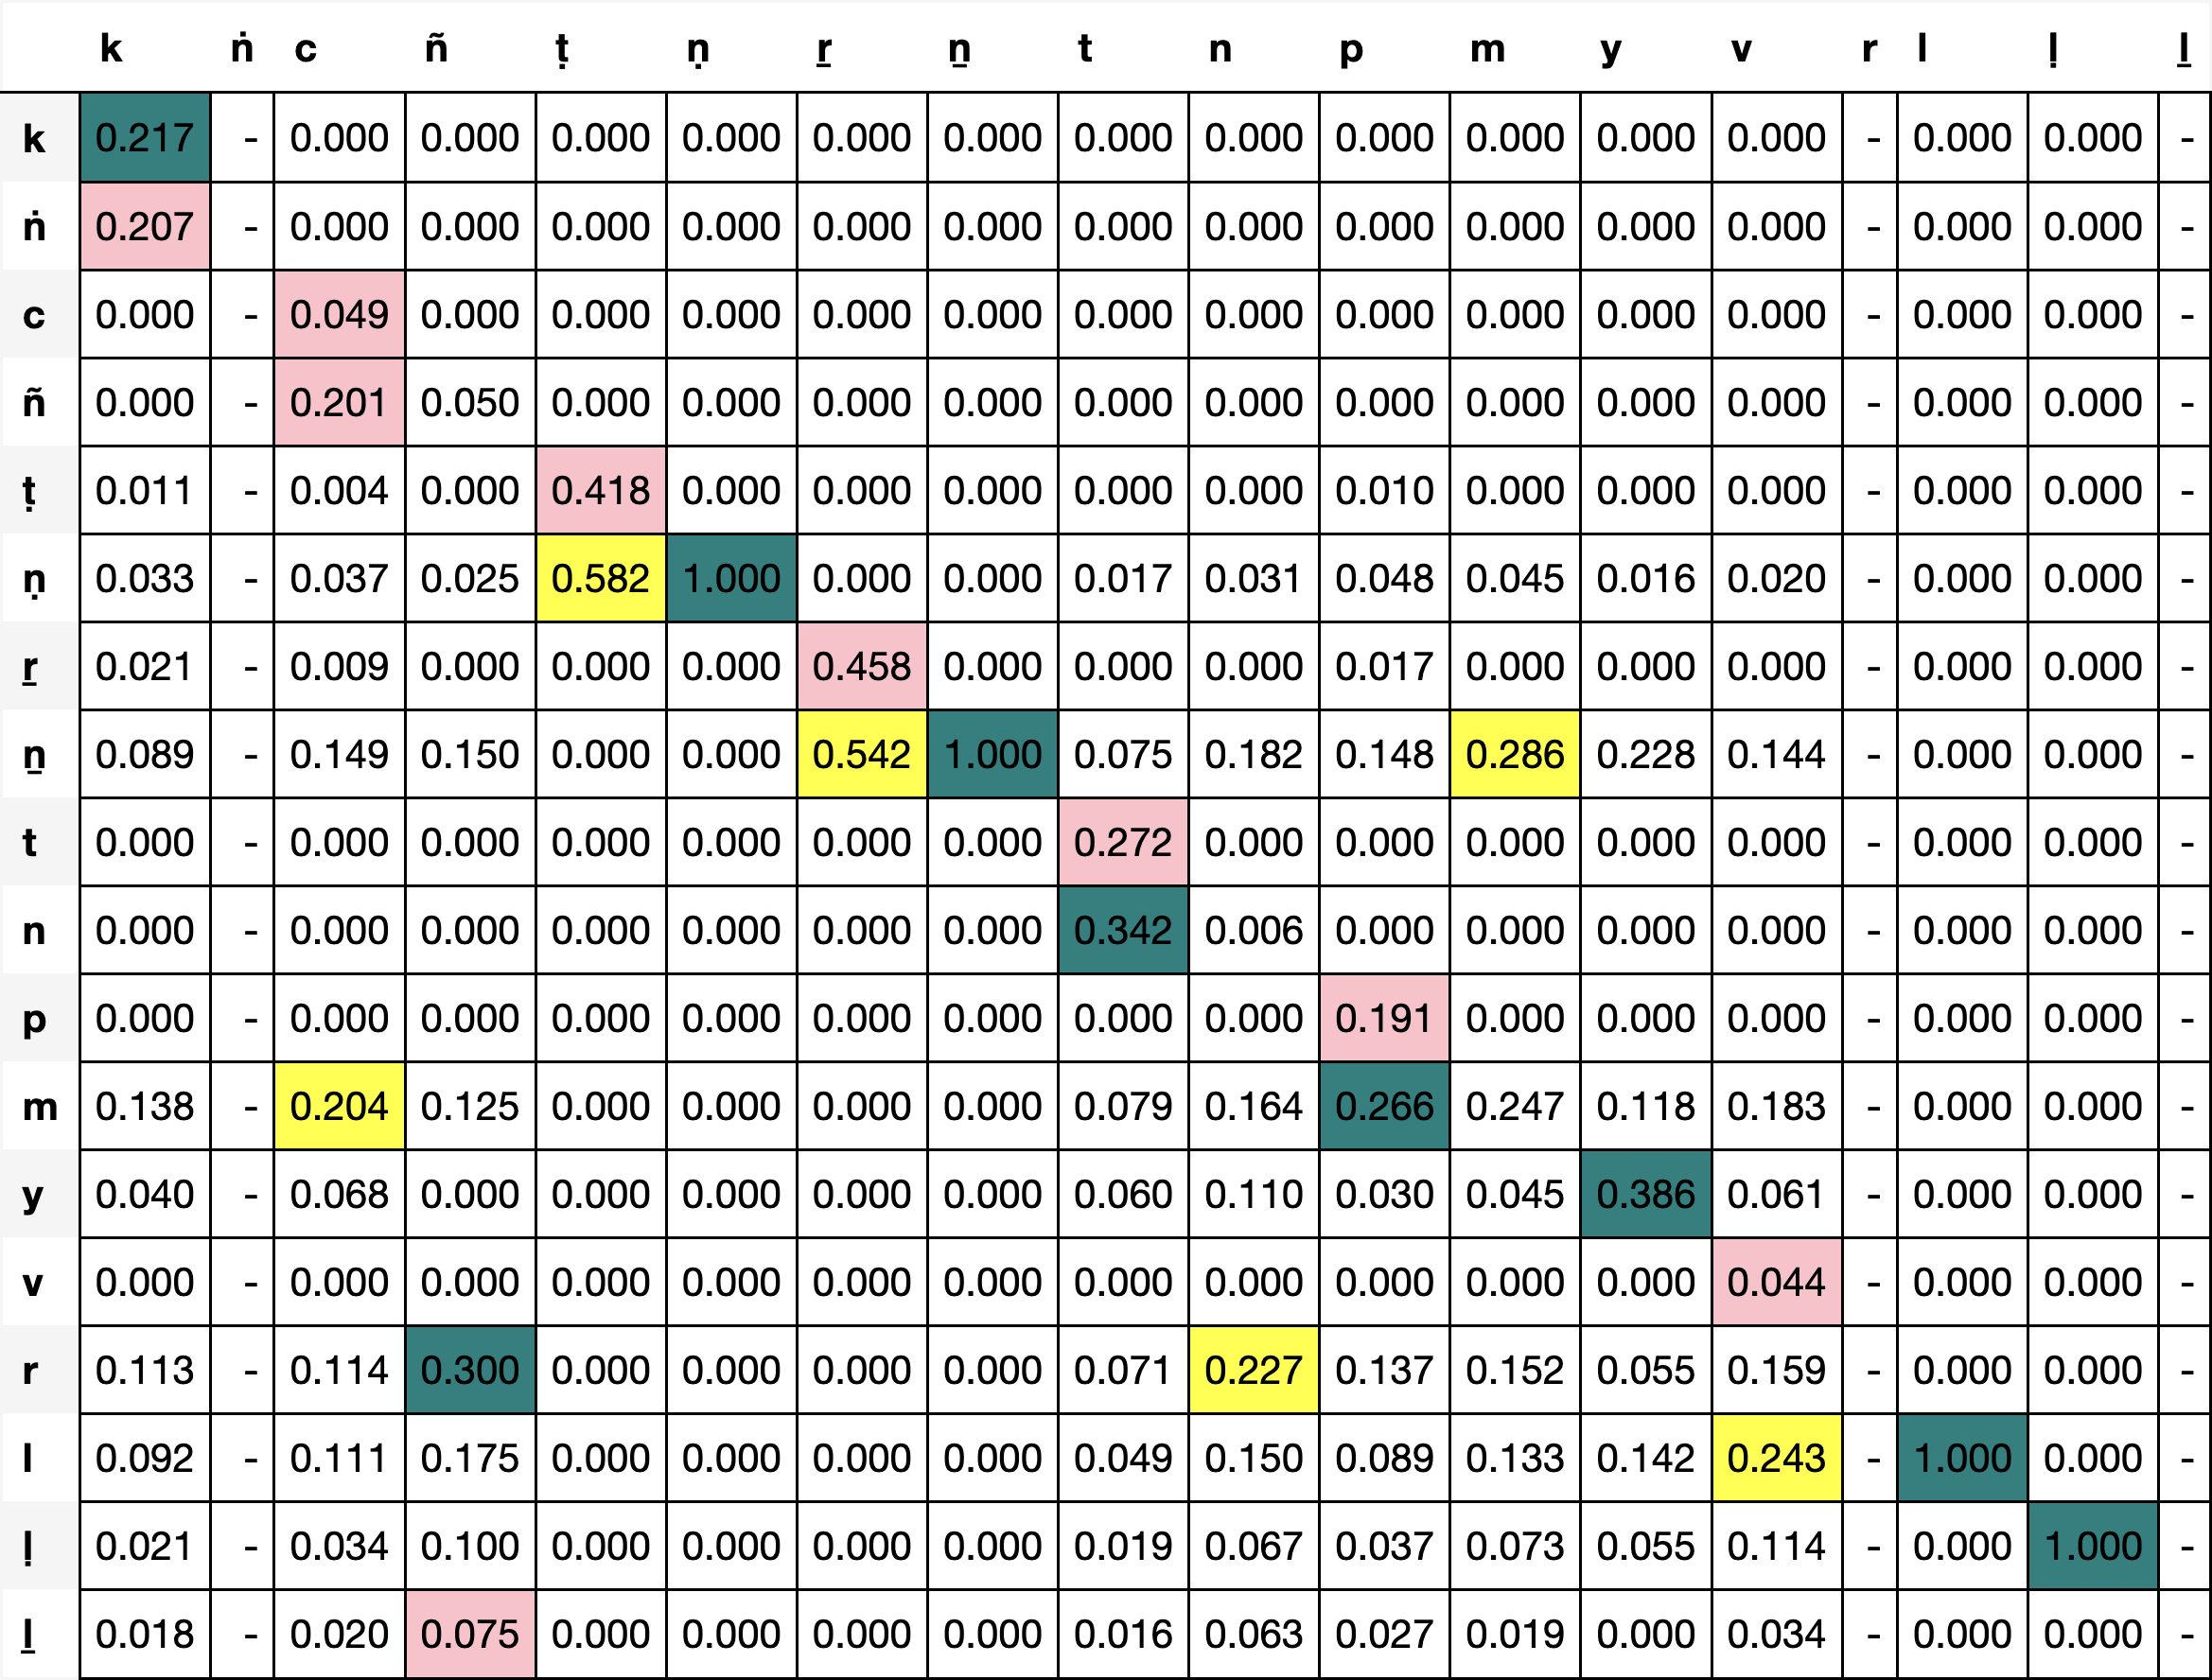 k ṅ c ñ ṭ ṇ ṟ ṉ t n p m y v r l ḷ ḻ
k 0.217 - 0.000 0.000 0.000 0.000 0.000 0.000 0.000 0.000 0.000 0.000 0.000 0.000 - 0.000 0.000 -
ṅ 0.207 - 0.000 0.000 0.000 0.000 0.000 0.000 0.000 0.000 0.000 0.000 0.000 0.000 - 0.000 0.000 -
c 0.000 - 0.049 0.000 0.000 0.000 0.000 0.000 0.000 0.000 0.000 0.000 0.000 0.000 - 0.000 0.000 -
ñ 0.000 - 0.201 0.050 0.000 0.000 0.000 0.000 0.000 0.000 0.000 0.000 0.000 0.000 - 0.000 0.000 -
ṭ 0.011 - 0.004 0.000 0.418 0.000 0.000 0.000 0.000 0.000 0.010 0.000 0.000 0.000 - 0.000 0.000 -
ṇ 0.033 - 0.037 0.025 0.582 1.000 0.000 0.000 0.017 0.031 0.048 0.045 0.016 0.020 - 0.000 0.000 -
ṟ 0.021 - 0.009 0.000 0.000 0.000 0.458 0.000 0.000 0.000 0.017 0.000 0.000 0.000 - 0.000 0.000 -
ṉ 0.089 - 0.149 0.150 0.000 0.000 0.542 1.000 0.075 0.182 0.148 0.286 0.228 0.144 - 0.000 0.000 -
t 0.000 - 0.000 0.000 0.000 0.000 0.000 0.000 0.272 0.000 0.000 0.000 0.000 0.000 - 0.000 0.000 -
n 0.000 - 0.000 0.000 0.000 0.000 0.000 0.000 0.342 0.006 0.000 0.000 0.000 0.000 - 0.000 0.000 -
p 0.000 - 0.000 0.000 0.000 0.000 0.000 0.000 0.000 0.000 0.191 0.000 0.000 0.000 - 0.000 0.000 -
m 0.138 - 0.204 0.125 0.000 0.000 0.000 0.000 0.079 0.164 0.266 0.247 0.118 0.183 - 0.000 0.000 -
y 0.040 - 0.068 0.000 0.000 0.000 0.000 0.000 0.060 0.110 0.030 0.045 0.386 0.061 - 0.000 0.000 -
v 0.000 - 0.000 0.000 0.000 0.000 0.000 0.000 0.000 0.000 0.000 0.000 0.000 0.044 - 0.000 0.000 -
r 0.113 - 0.114 0.300 0.000 0.000 0.000 0.000 0.071 0.227 0.137 0.152 0.055 0.159 - 0.000 0.000 -
l 0.092 - 0.111 0.175 0.000 0.000 0.000 0.000 0.049 0.150 0.089 0.133 0.142 0.243 - 1.000 0.000 -
ḷ 0.021 - 0.034 0.100 0.000 0.000 0.000 0.000 0.019 0.067 0.037 0.073 0.055 0.114 - 0.000 1.000 -
ḻ 0.018 - 0.020 0.075 0.000 0.000 0.000 0.000 0.016 0.063 0.027 0.019 0.000 0.034 - 0.000 0.000 -